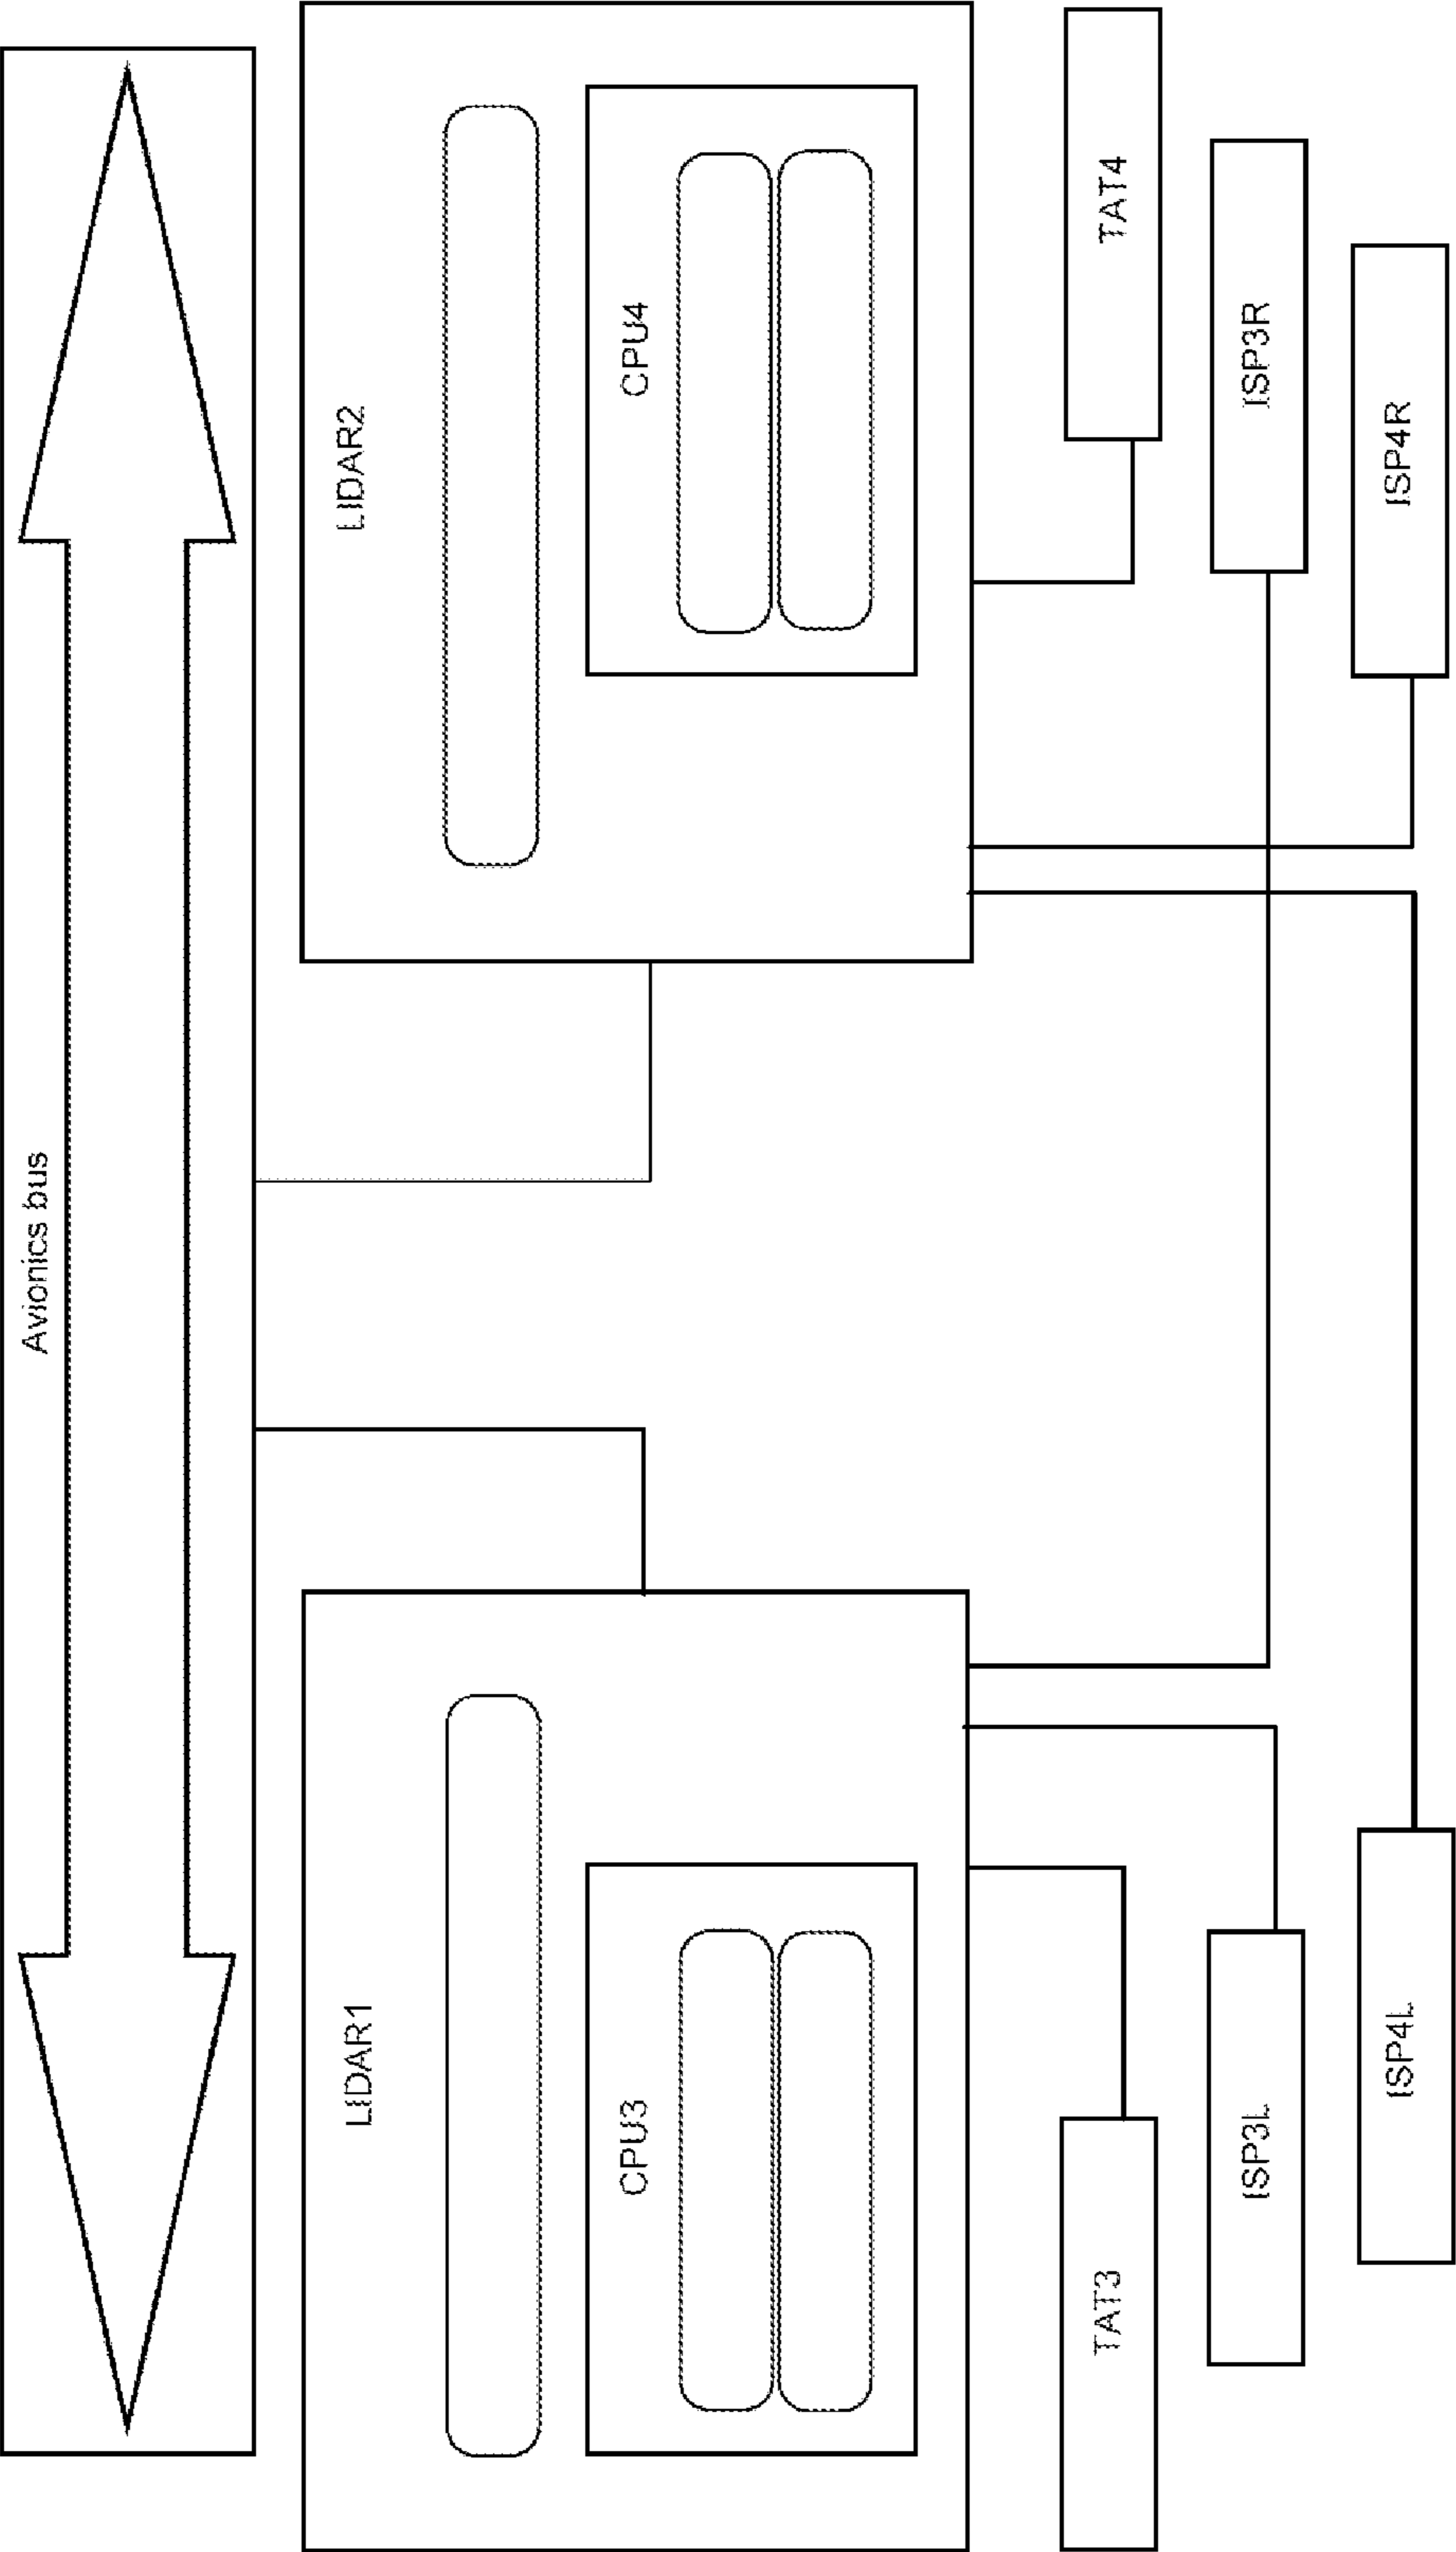 Avionics bus
LIDAR1
LIDAR2
CPU3
CPU4
TAT3
TAT4
ISP3L
ISP3R
ISP4L
ISP4R